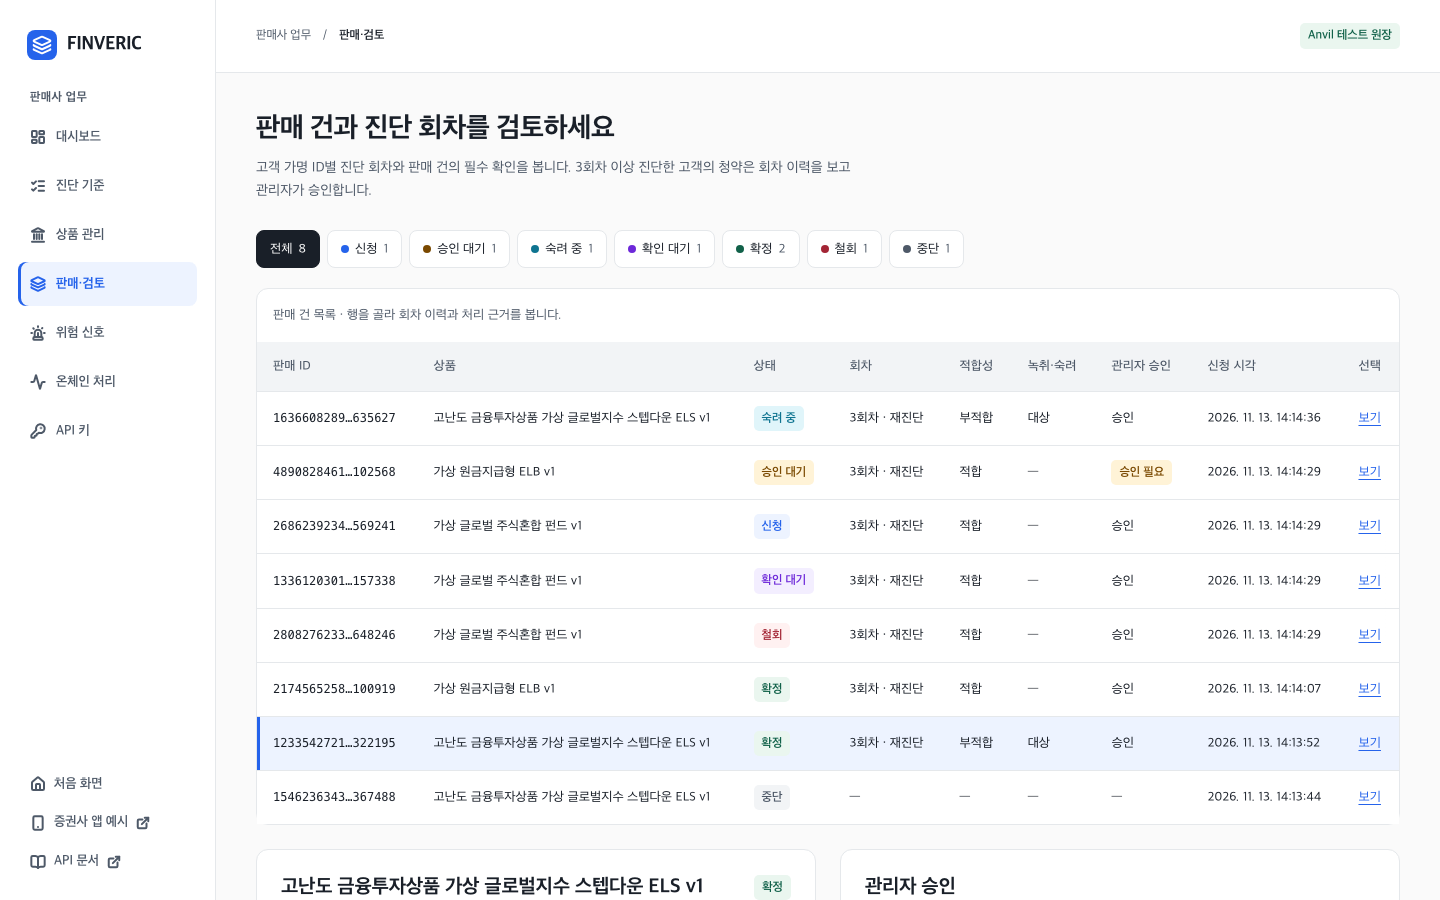 FINVERIC
판매사 업무 / 판매·검토
Anvil 테스트 원장
판매사 업무
대시보드
진단 기준
상품 관리
판매·검토
위험 신호
온체인 처리
API 키
처음 화면
증권사 앱 예시
API 문서
판매 건과 진단 회차를 검토하세요
고객 가명 ID별 진단 회차와 판매 건의 필수 확인을 봅니다. 3회차 이상 진단한 고객의 청약은 회차 이력을 보고
관리자가 승인합니다.
전체 8 신청 1 승인 대기 1 숙려 중 1 확인 대기 1 확정 2 철회 1 중단 1
판매 건 목록 · 행을 골라 회차 이력과 처리 근거를 봅니다.
판매 ID 상품 상태 회차 적합성 녹취·숙려 관리자 승인 신청 시각 선택
1636608289…635627 고난도 금융투자상품 가상 글로벌지수 스텝다운 ELS v1 숙려 중 3회차 · 재진단 부적합 대상 승인 2026. 11. 13. 14:14:36 보기
4890828461…102568 가상 원금지급형 ELB v1 승인 대기 3회차 · 재진단 적합 — 승인 필요 2026. 11. 13. 14:14:29 보기
2686239234…569241 가상 글로벌 주식혼합 펀드 v1 신청 3회차 · 재진단 적합 — 승인 2026. 11. 13. 14:14:29 보기
1336120301…157338 가상 글로벌 주식혼합 펀드 v1 확인 대기 3회차 · 재진단 적합 — 승인 2026. 11. 13. 14:14:29 보기
2808276233…648246 가상 글로벌 주식혼합 펀드 v1 철회 3회차 · 재진단 적합 — 승인 2026. 11. 13. 14:14:29 보기
2174565258…100919 가상 원금지급형 ELB v1 확정 3회차 · 재진단 적합 — 승인 2026. 11. 13. 14:14:07 보기
1233542721…322195 고난도 금융투자상품 가상 글로벌지수 스텝다운 ELS v1 확정 3회차 · 재진단 부적합 대상 승인 2026. 11. 13. 14:13:52 보기
1546236343…367488 고난도 금융투자상품 가상 글로벌지수 스텝다운 ELS v1 중단 — — — — 2026. 11. 13. 14:13:44 보기
고난도 금융투자상품 가상 글로벌지수 스텝다운 ELS v1 확정
관리자 승인